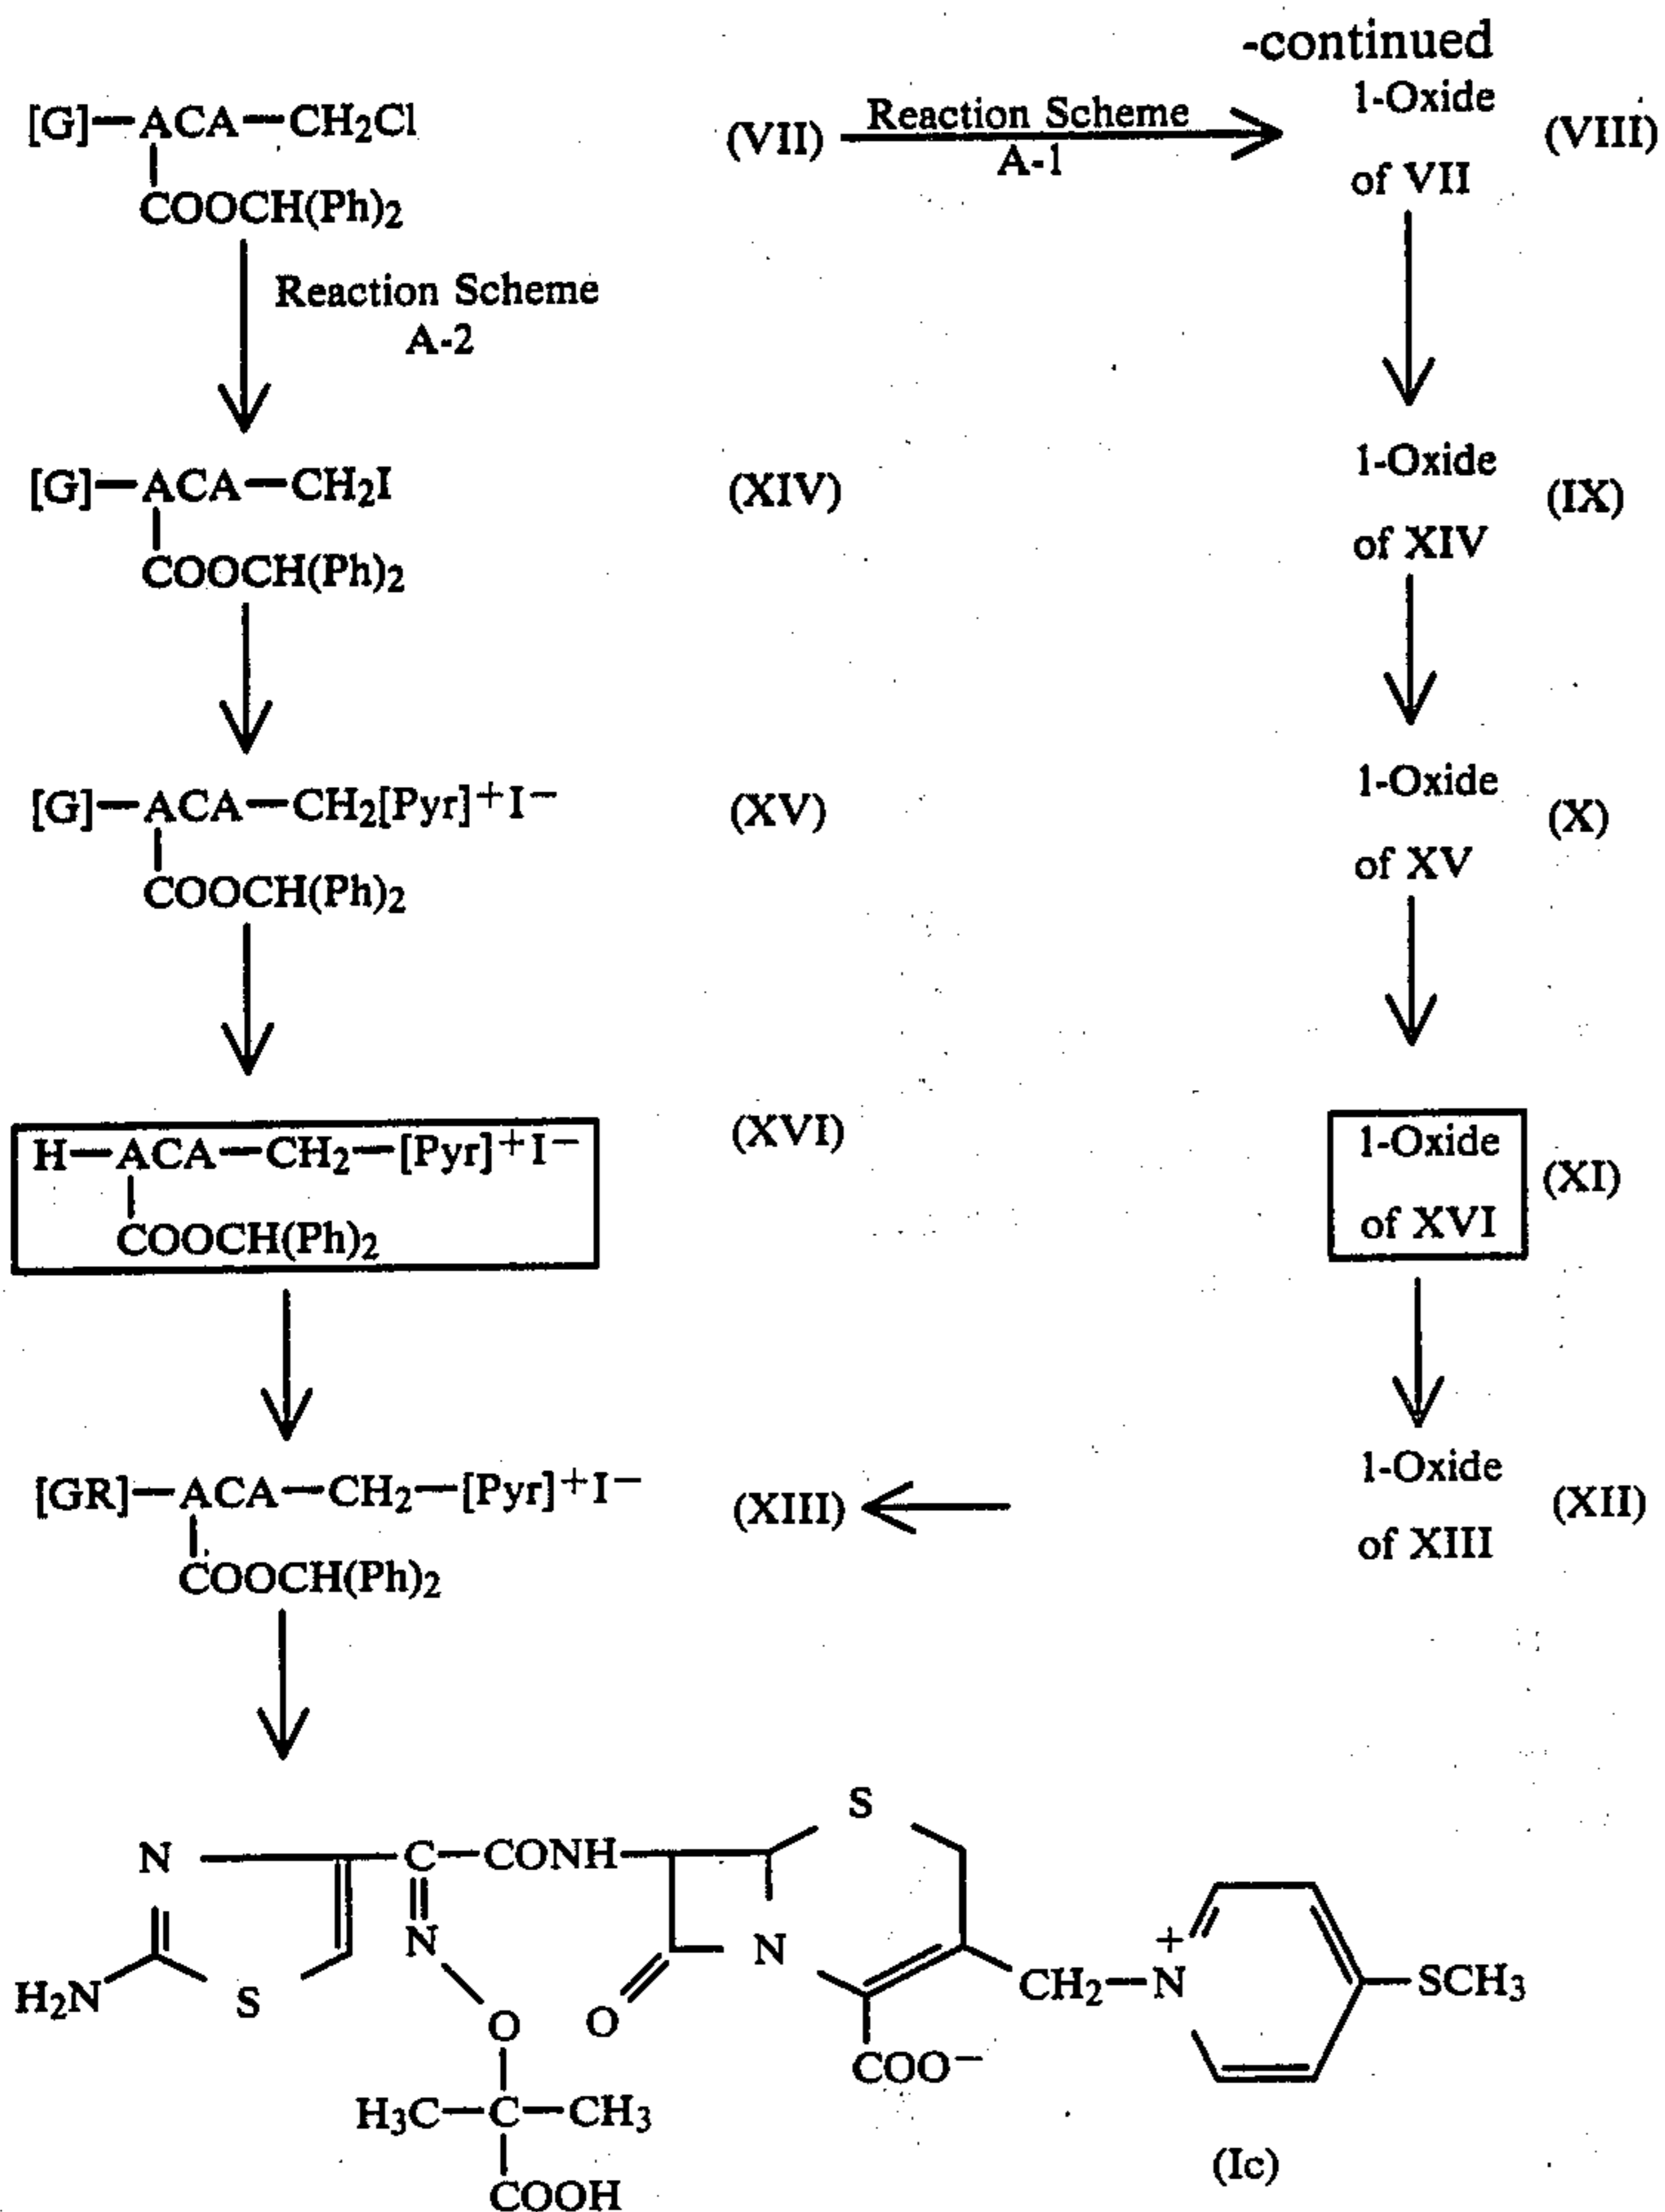 -continued
[G]—ACA—CH2Cl
COOCH(Ph)2
(VII)
Reaction Scheme
A-1
1-Oxide
of VII
(VIII)
Reaction Scheme
A-2
[G]—ACA—CH2I
COOCH(Ph)2
(XIV)
1-Oxide
of XIV
(IX)
[G]—ACA—CH2[Pyr]+I−
COOCH(Ph)2
(XV)
1-Oxide
of XV
(X)
H—ACA—CH2—[Pyr]+I−
COOCH(Ph)2
(XVI)
1-Oxide
of XVI
(XI)
[GR]—ACA—CH2—[Pyr]+I−
COOCH(Ph)2
(XIII)
1-Oxide
of XIII
(XII)
S
N
C—CONH
N
N
+
H2N
S
CH2—N
SCH3
O
O
COO−
H3C—C—CH3
(Ic)
COOH